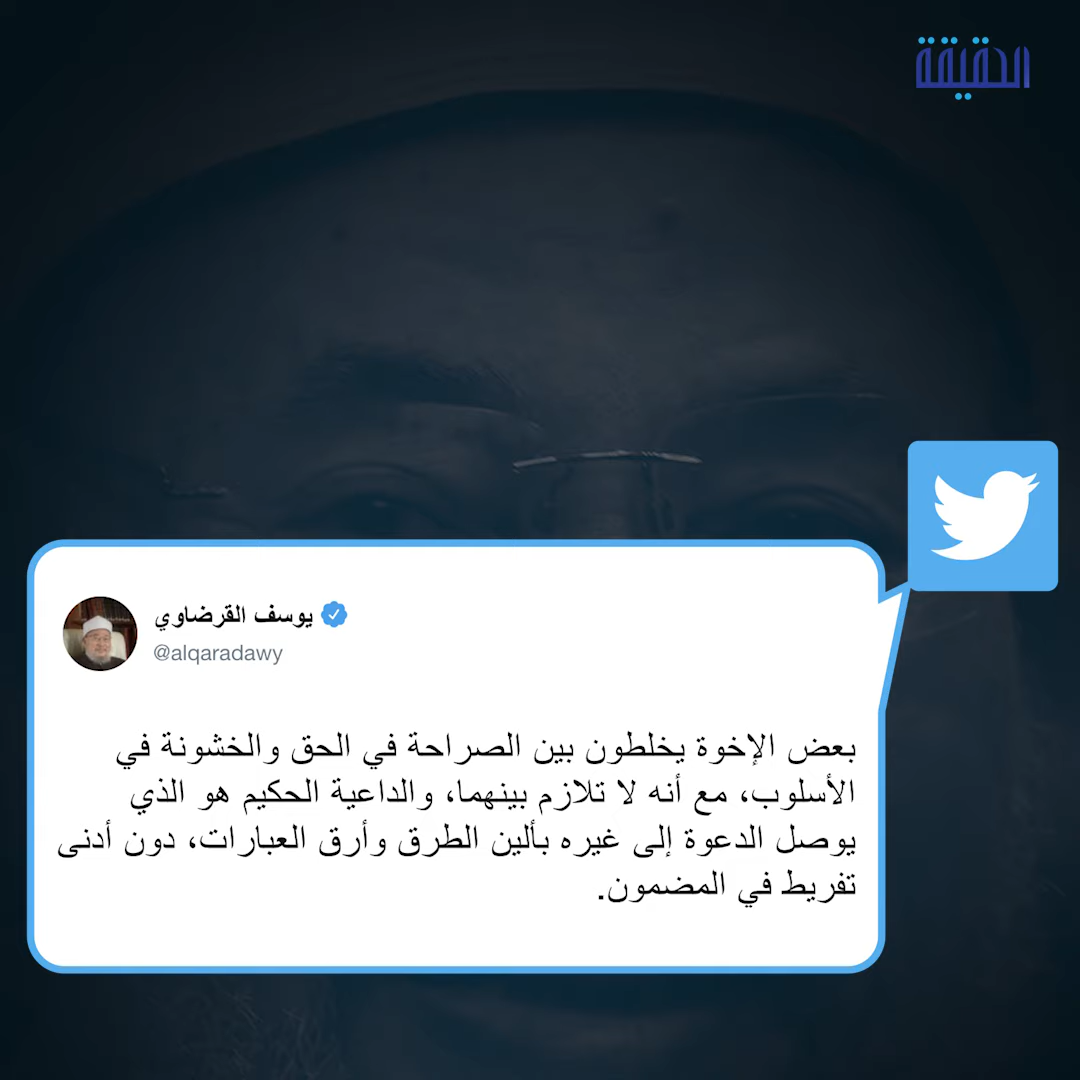 الحقيقة
يوسف القرضاوي
@alqaradawy
بعض الإخوة يخلطون بين الصراحة في الحق والخشونة في
الأسلوب، مع أنه لا تلازم بينهما، والداعية الحكيم هو الذي
يوصل الدعوة إلى غيره بألين الطرق وأرق العبارات، دون أدنى
تفريط في المضمون.